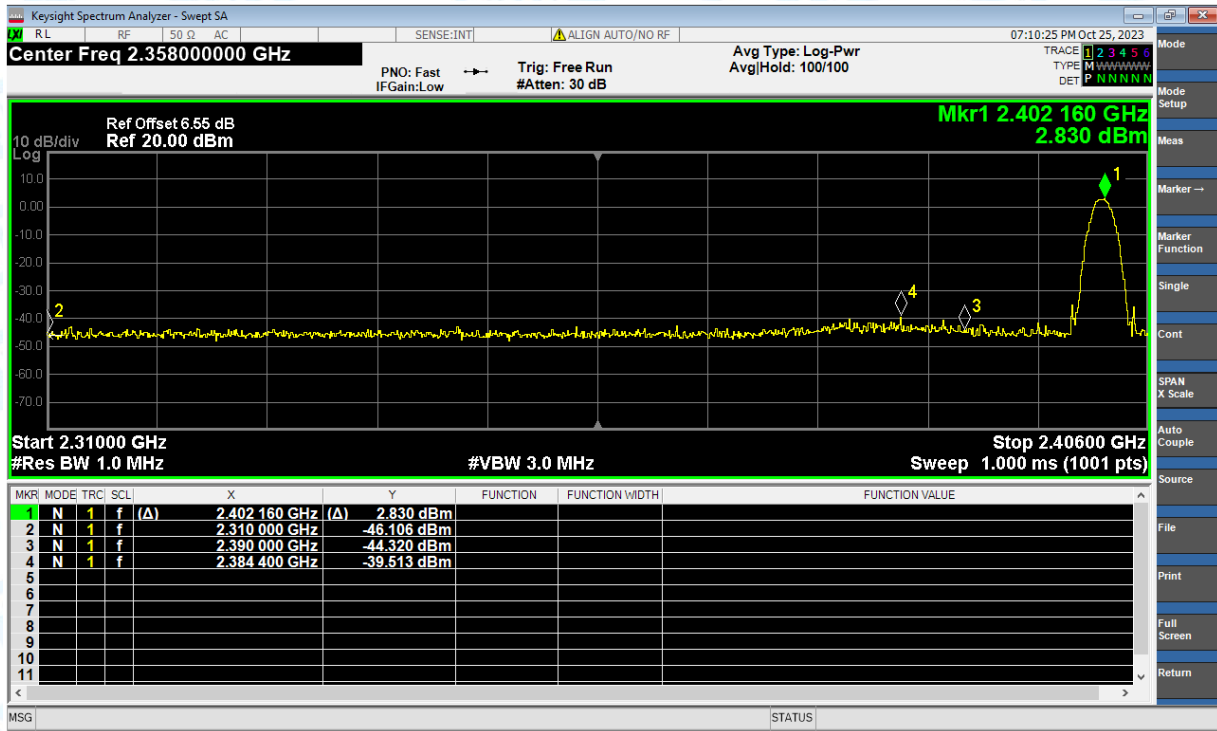 Keysight Spectrum Analyzer - Swept SA
LXI RL RF 50 Ω AC SENSE:INT ALIGN AUTO/NO RF 07:10:25 PM Oct 25, 2023
Center Freq 2.358000000 GHz
PNO: Fast
IFGain:Low
Trig: Free Run
#Atten: 30 dB
Avg Type: Log-Pwr
Avg|Hold: 100/100
TRACE 1 2 3 4 5 6
TYPE M WWWWW
DET P N N N N N
Mkr1 2.402 160 GHz
2.830 dBm
Ref Offset 6.55 dB
10 dB/div Ref 20.00 dBm
Log
10.0
0.00
-10.0
-20.0
-30.0
-40.0
-50.0
-60.0
-70.0
1
2
4
3
Start 2.31000 GHz Stop 2.40600 GHz
#Res BW 1.0 MHz #VBW 3.0 MHz Sweep 1.000 ms (1001 pts)
MKR MODE TRC SCL X Y FUNCTION FUNCTION WIDTH FUNCTION VALUE
1 N 1 f (Δ) 2.402 160 GHz (Δ) 2.830 dBm
2 N 1 f 2.310 000 GHz -46.106 dBm
3 N 1 f 2.390 000 GHz -44.320 dBm
4 N 1 f 2.384 400 GHz -39.513 dBm
5
6
7
8
9
10
11
MSG STATUS
Mode
Mode
Setup
Meas
Marker →
Marker
Function
Single
Cont
SPAN
X Scale
Auto
Couple
Source
File
Print
Full
Screen
Return